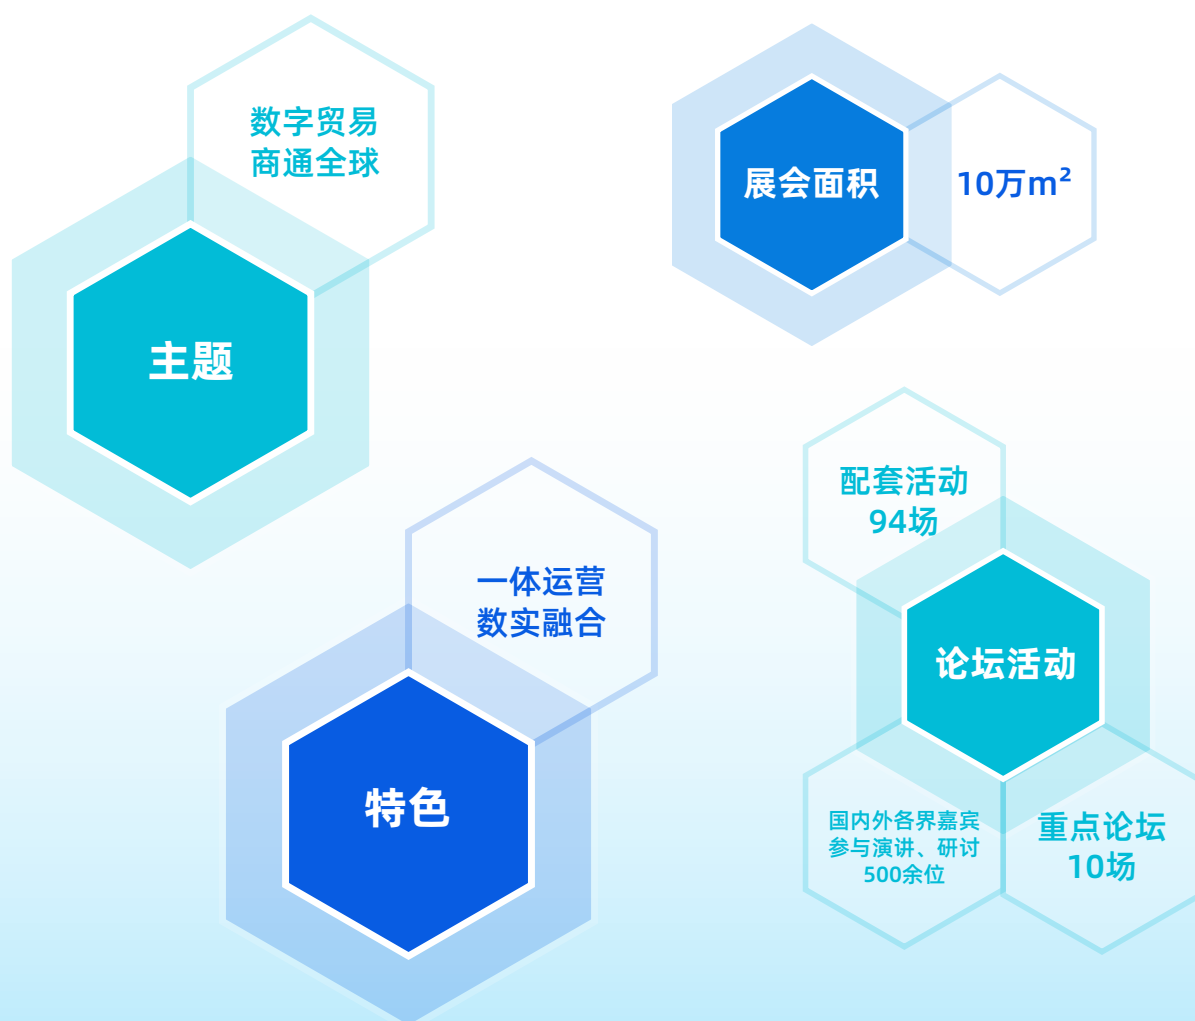 数字贸易
商通全球
主题
展会面积
10万m²
一体运营
数实融合
特色
配套活动
94场
论坛活动
国内外各界嘉宾
参与演讲、研讨
500余位
重点论坛
10场